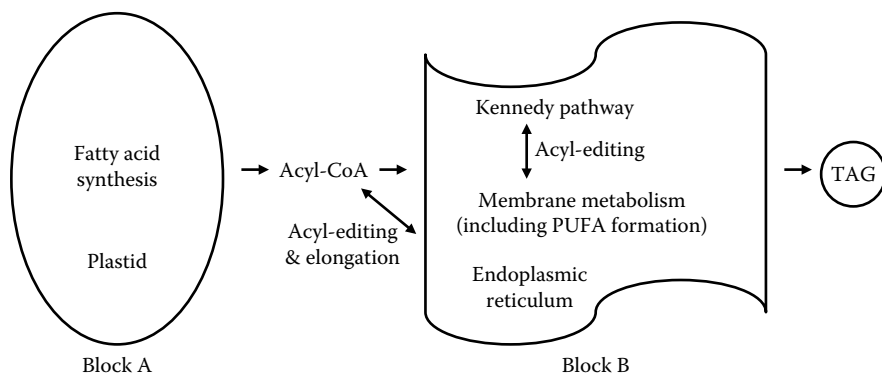 Fatty acid
synthesis
Plastid
Block A
Acyl-CoA
Acyl-editing
& elongation
Kennedy pathway
Acyl-editing
Membrane metabolism
(including PUFA formation)
Endoplasmic
reticulum
Block B
TAG